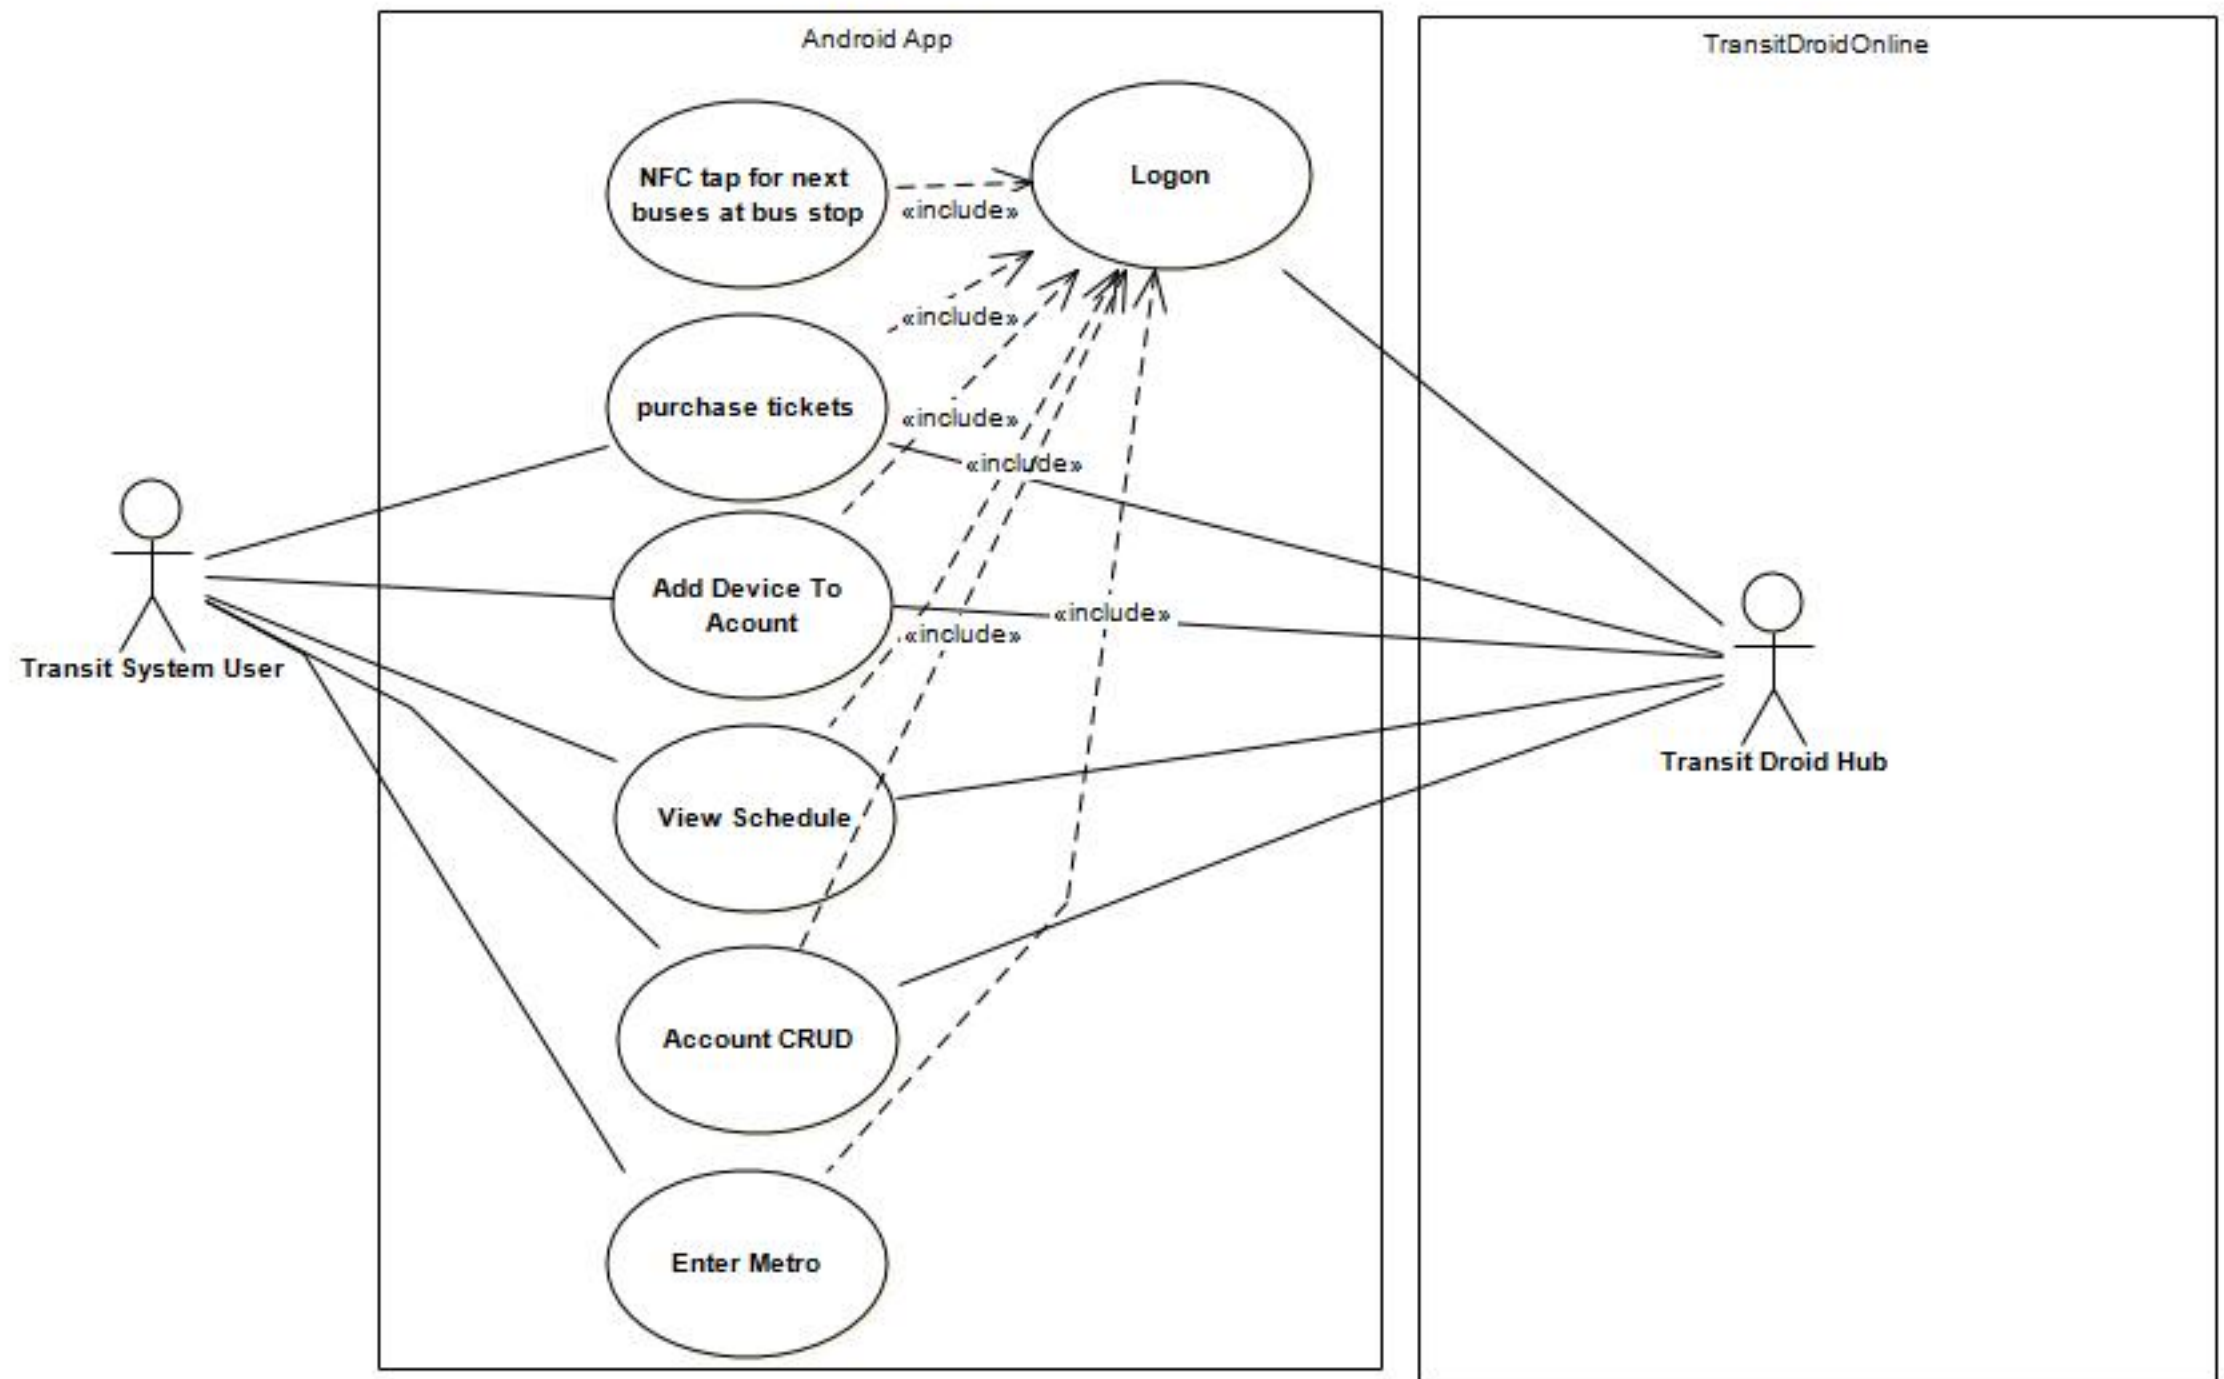 Android App
TransitDroidOnline
NFC tap for next
buses at bus stop
«include»
Logon
«include»
purchase tickets
«include»
«include»
Transit System User
Add Device To
Acount
«include»
«include»
Transit Droid Hub
View Schedule
Account CRUD
Enter Metro